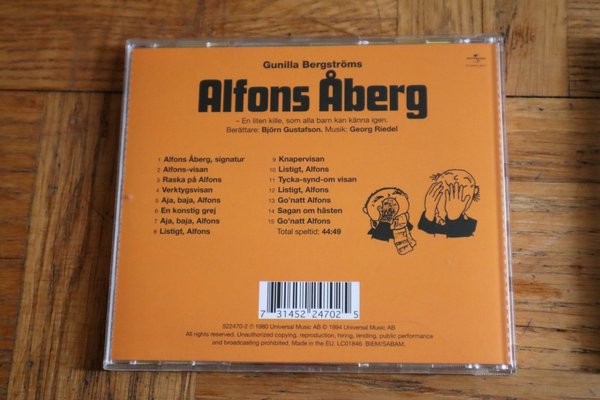 Gunilla Bergströms
Alfons Åberg
– En liten kille, som alla barn kan känna igen.
Berättare: Björn Gustafson. Musik: Georg Riedel
1 Alfons Åberg, signatur
2 Alfons-visan
3 Raska på Alfons
4 Verktygsvisan
5 Aja, baja, Alfons
6 En konstig grej
7 Aja, baja, Alfons
8 Listigt, Alfons
9 Knapervisan
10 Listigt, Alfons
11 Tycka-synd-om visan
12 Listigt, Alfons
13 Go'natt Alfons
14 Sagan om hästen
15 Go'natt Alfons
Total speltid: 44:49
7 31452 24702 5
522470-2 ℗ 1980 Universal Music AB © 1994 Universal Music AB
All rights reserved. Unauthorized copying, reproduction, hiring, lending, public performance
and broadcasting prohibited. Made in the EU. LC01846. BIEM/SABAM.